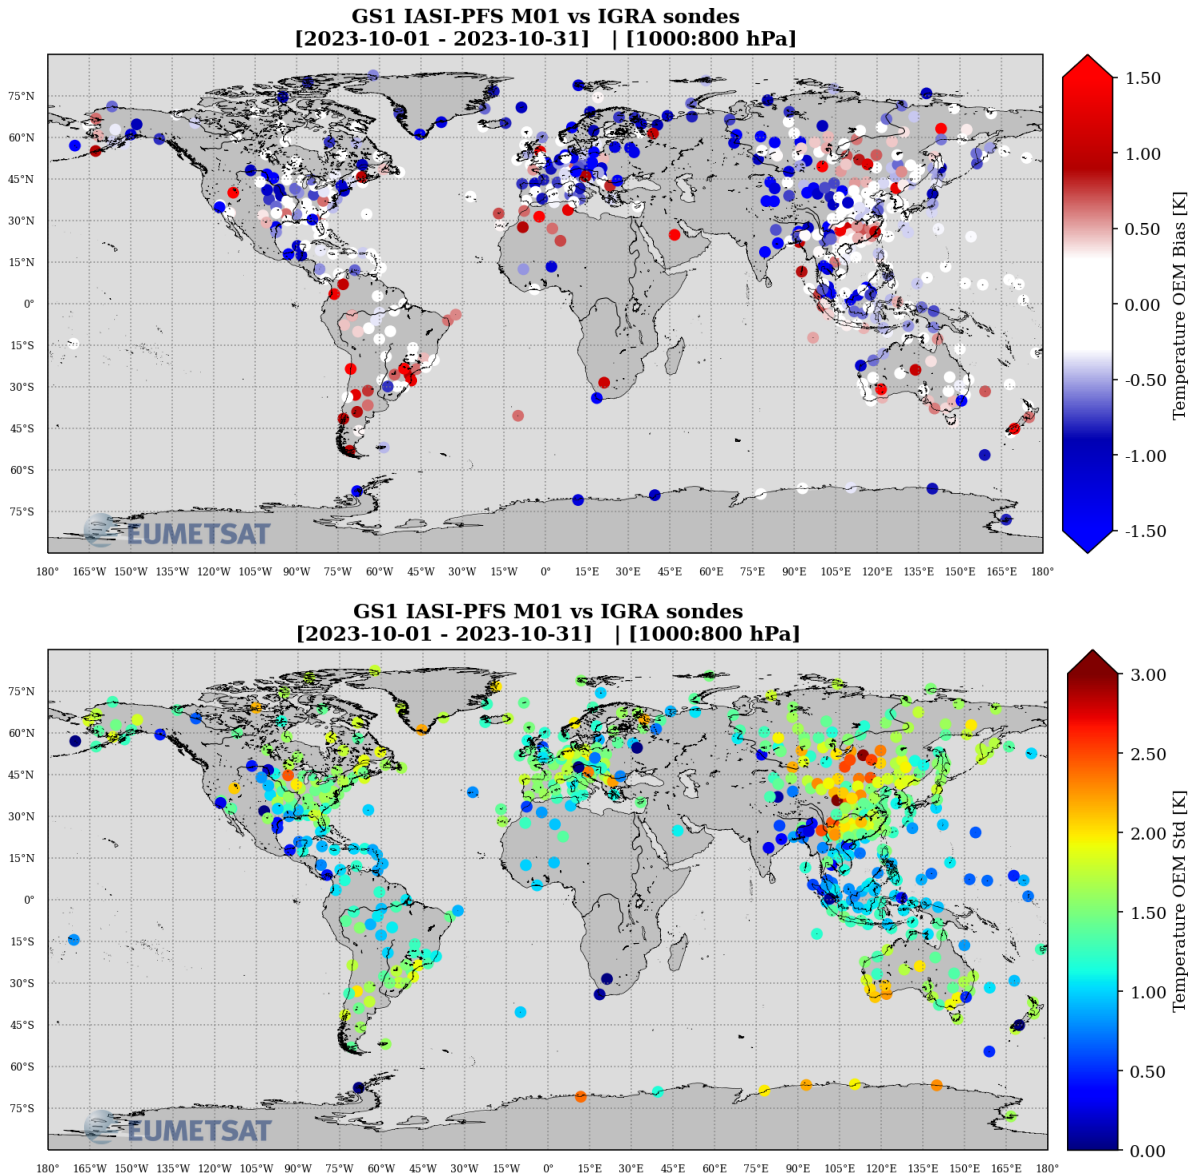 GS1 IASI-PFS M01 vs IGRA sondes
[2023-10-01 - 2023-10-31]   | [1000:800 hPa]
75°N
60°N
45°N
30°N
15°N
0°
15°S
30°S
45°S
60°S
75°S
EUMETSAT
180° 165°W 150°W 135°W 120°W 105°W 90°W 75°W 60°W 45°W 30°W 15°W 0° 15°E 30°E 45°E 60°E 75°E 90°E 105°E 120°E 135°E 150°E 165°E 180°
1.50
1.00
0.50
0.00
-0.50
-1.00
-1.50
Temperature OEM Bias [K]
GS1 IASI-PFS M01 vs IGRA sondes
[2023-10-01 - 2023-10-31]   | [1000:800 hPa]
75°N
60°N
45°N
30°N
15°N
0°
15°S
30°S
45°S
60°S
75°S
EUMETSAT
180° 165°W 150°W 135°W 120°W 105°W 90°W 75°W 60°W 45°W 30°W 15°W 0° 15°E 30°E 45°E 60°E 75°E 90°E 105°E 120°E 135°E 150°E 165°E 180°
3.00
2.50
2.00
1.50
1.00
0.50
0.00
Temperature OEM Std [K]